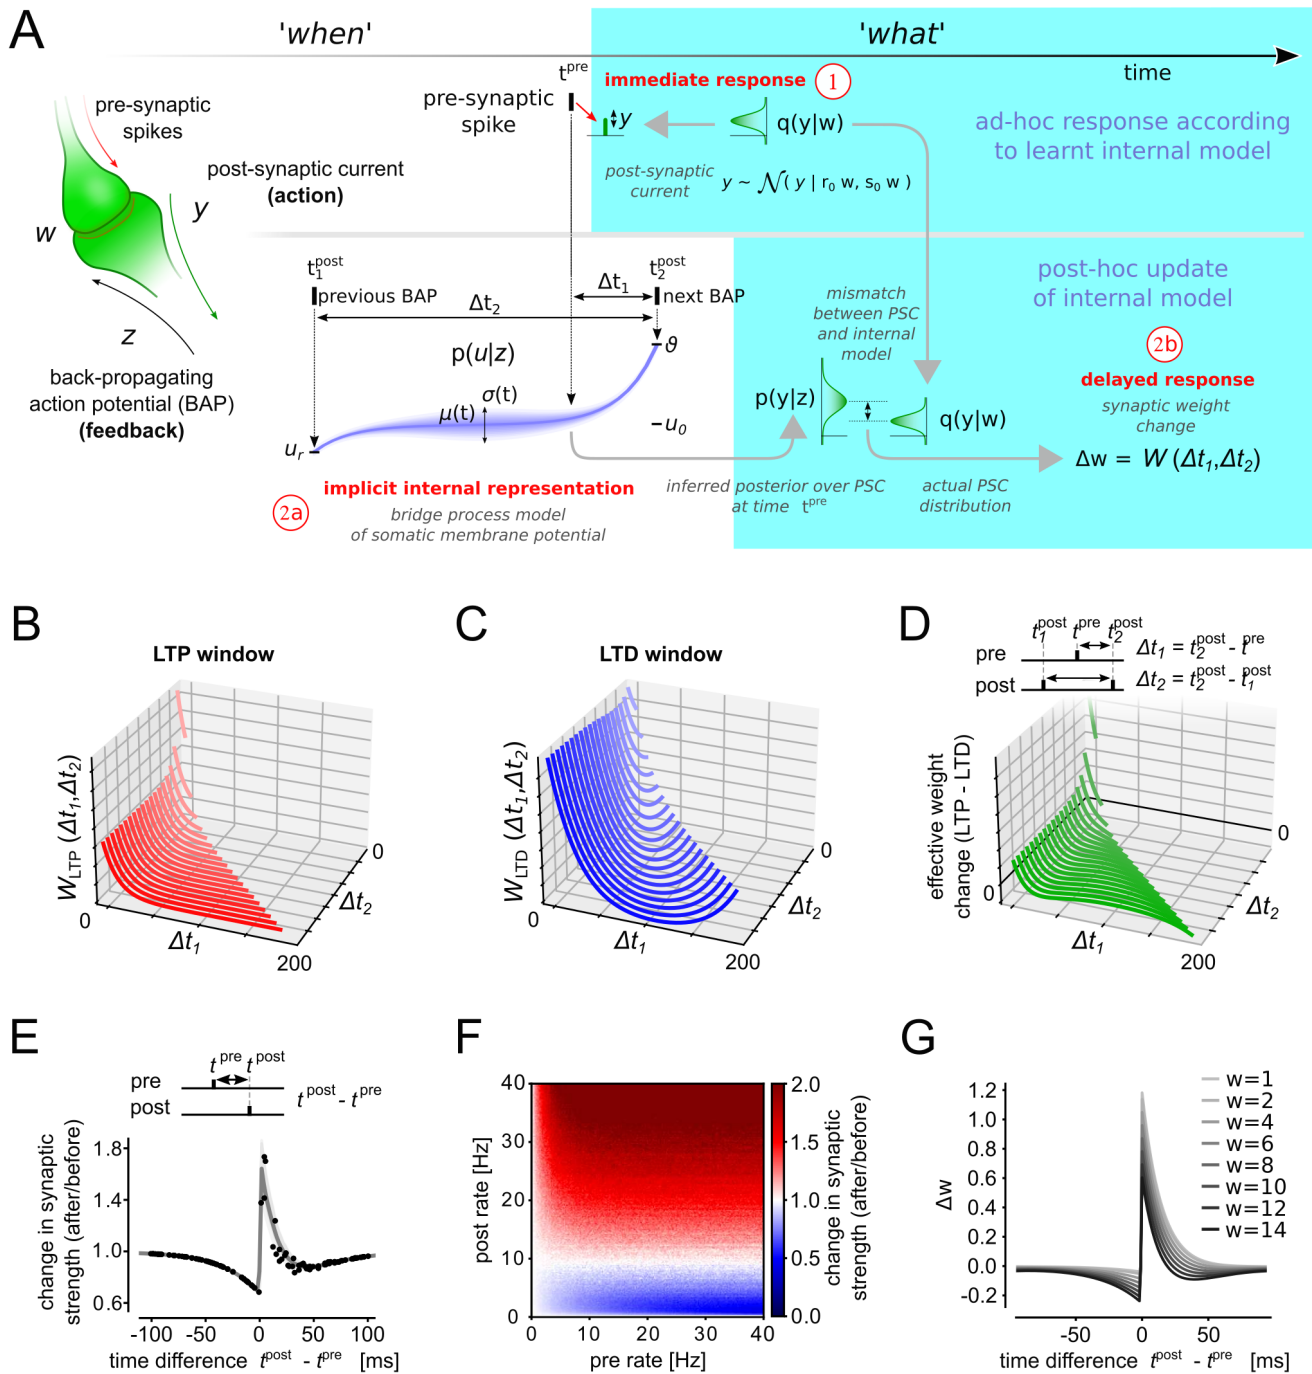 A
'when'
'what'
time
pre-synaptic
spikes
w
y
z
back-propagating
action potential (BAP)
(feedback)
post-synaptic current
(action)
t^pre
pre-synaptic
spike
immediate response 1
y
q(y|w)
post-synaptic
current
y ~ 𝒩( y | r₀ w, s₀ w )
ad-hoc response according
to learnt internal model
t₁^post
previous BAP
Δt₁
Δt₂
t₂^post
next BAP
p(u|z)
ϑ
σ(t)
μ(t)
u₀
uᵣ
2a
implicit internal representation
bridge process model
of somatic membrane potential
mismatch
between PSC
and internal
model
p(y|z)
q(y|w)
inferred posterior over PSC
at time t^pre
actual PSC
distribution
post-hoc update
of internal model
2b
delayed response
synaptic weight
change
Δw = W (Δt₁,Δt₂)
B
LTP window
W_LTP (Δt₁,Δt₂)
0
Δt₁
200
Δt₂
0
C
LTD window
W_LTD (Δt₁,Δt₂)
0
Δt₁
200
Δt₂
0
D
t₁^post t^pre t₂^post
pre
post
Δt₁ = t₂^post - t^pre
Δt₂ = t₂^post - t₁^post
effective weight
change (LTP - LTD)
0
Δt₁
200
Δt₂
0
E
t^pre t^post
pre
post
t^post - t^pre
change in synaptic
strength (after/before)
1.8
1.4
1.0
0.6
-100 -50 0 50 100
time difference t^post - t^pre [ms]
F
post rate [Hz]
40
30
20
10
0
0 10 20 30 40
pre rate [Hz]
2.0
1.5
1.0
0.5
0.0
change in synaptic
strength (after/before)
G
Δw
1.2
1.0
0.8
0.6
0.4
0.2
0.0
-0.2
w=1
w=2
w=4
w=6
w=8
w=10
w=12
w=14
-50 0 50
time difference t^post - t^pre [ms]